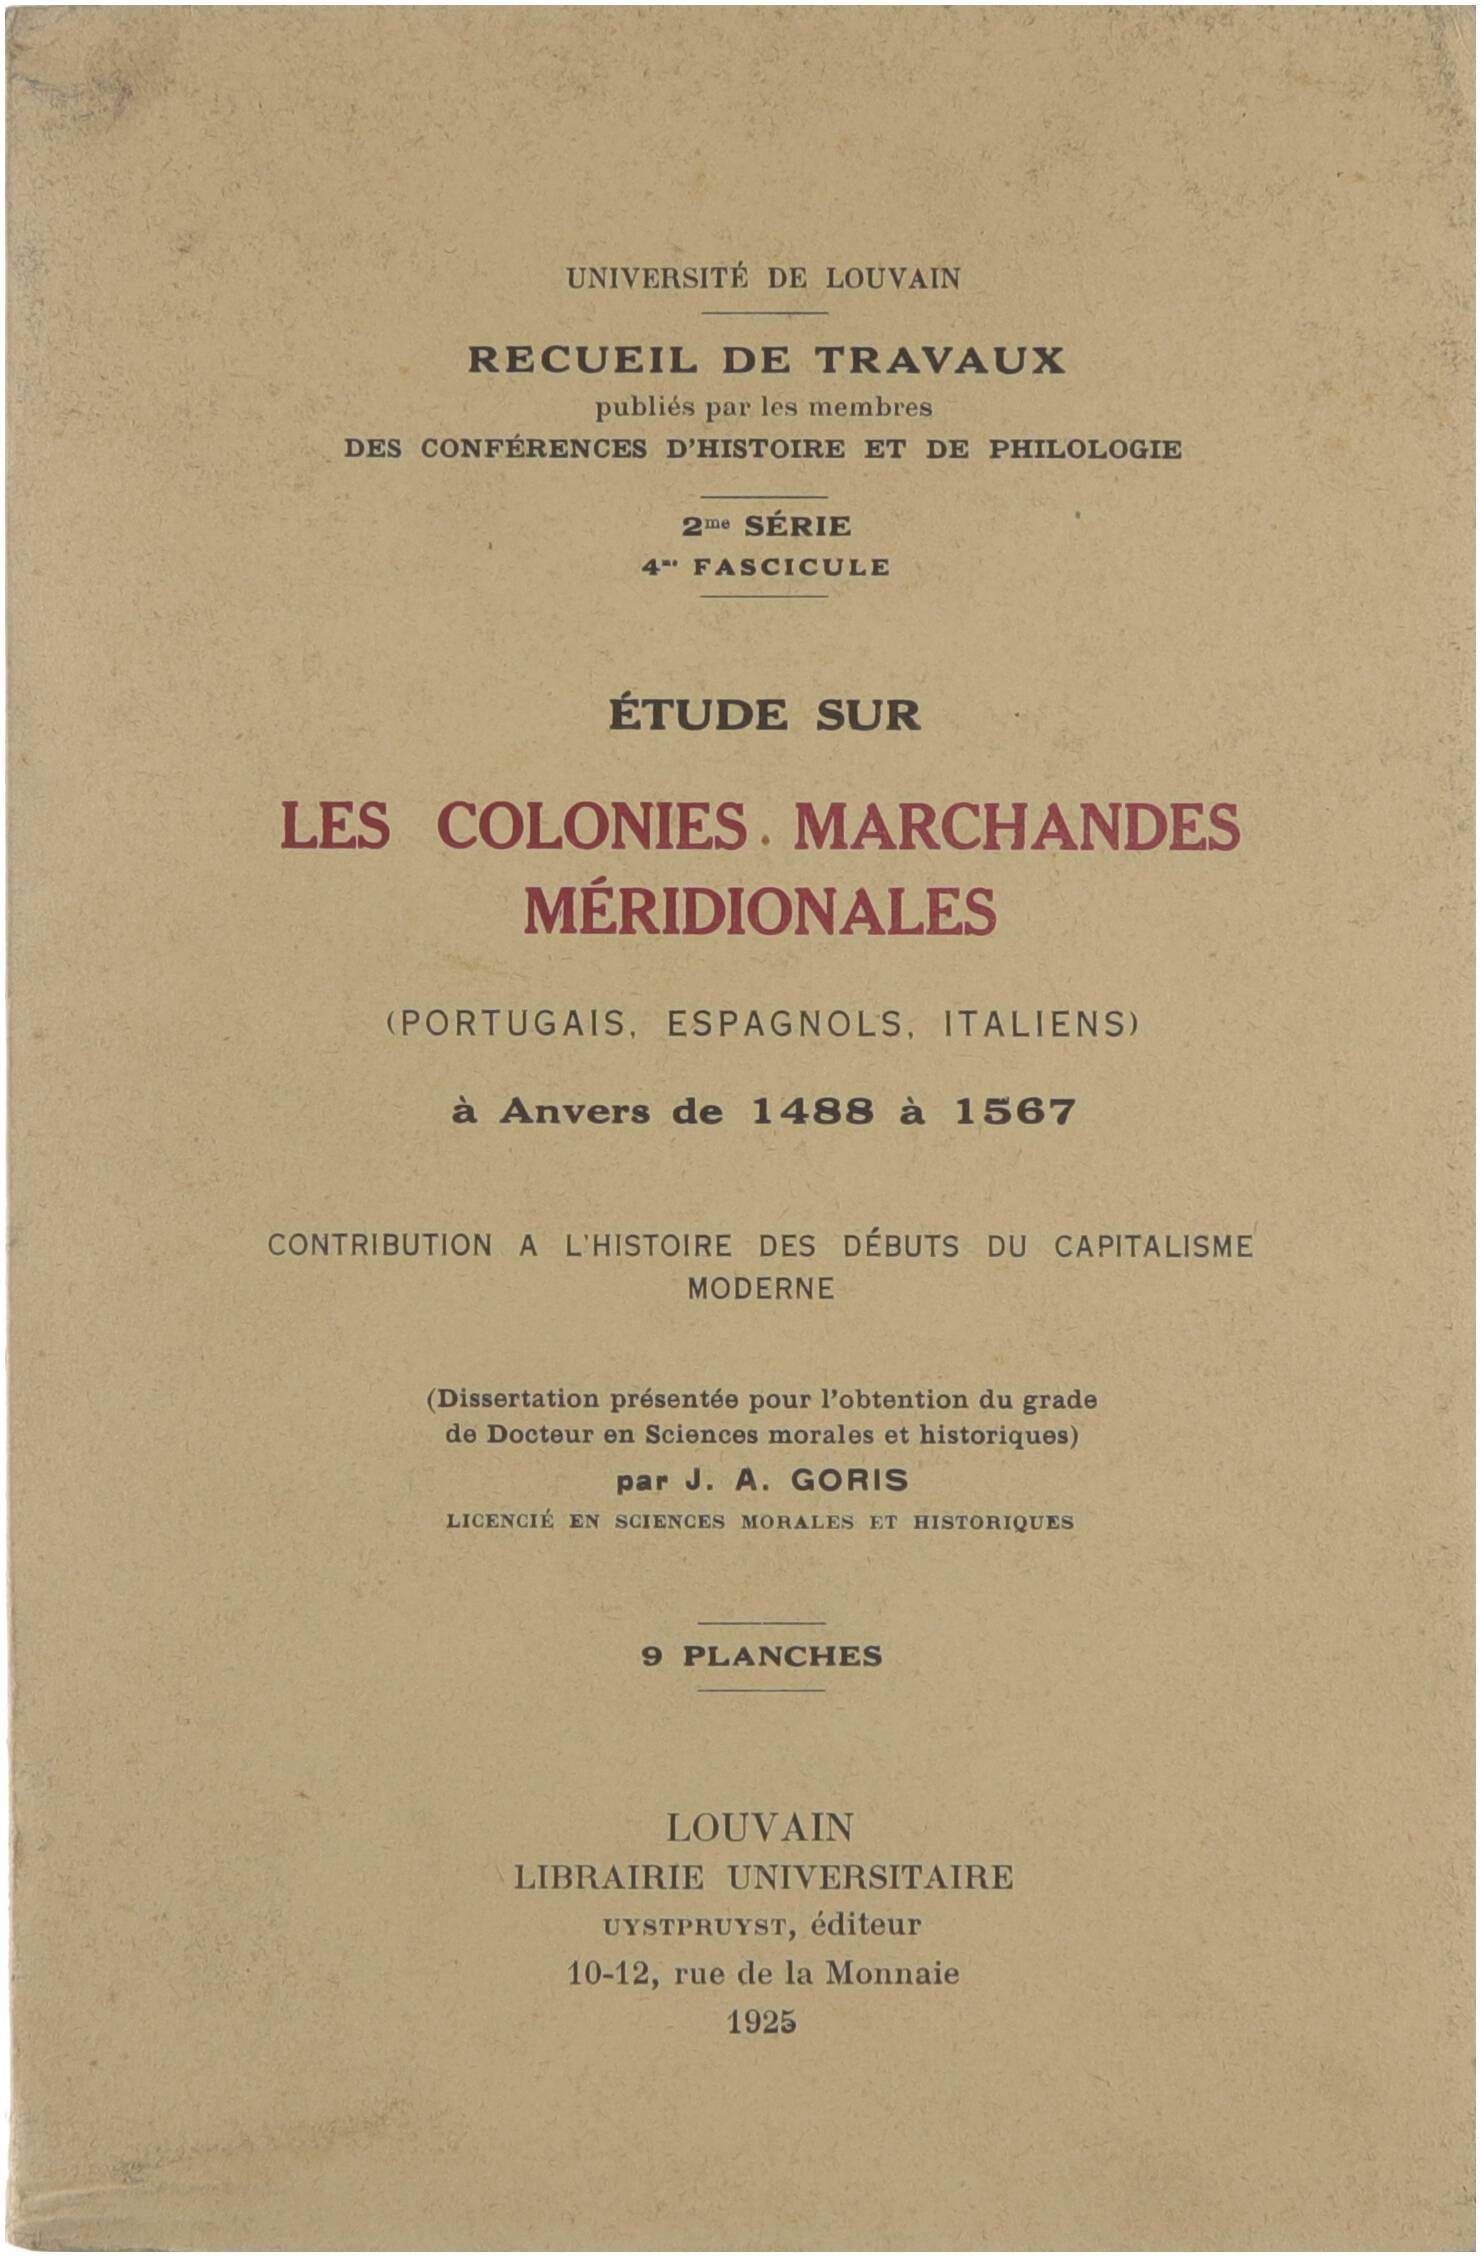 UNIVERSITÉ DE LOUVAIN
RECUEIL DE TRAVAUX
publiés par les membres
DES CONFÉRENCES D'HISTOIRE ET DE PHILOLOGIE
2me SÉRIE
4me FASCICULE
ÉTUDE SUR
LES COLONIES MARCHANDES
MÉRIDIONALES
(PORTUGAIS, ESPAGNOLS, ITALIENS)
à Anvers de 1488 à 1567
CONTRIBUTION A L'HISTOIRE DES DÉBUTS DU CAPITALISME
MODERNE
(Dissertation présentée pour l'obtention du grade
de Docteur en Sciences morales et historiques)
par J. A. GORIS
LICENCIÉ EN SCIENCES MORALES ET HISTORIQUES
9 PLANCHES
LOUVAIN
LIBRAIRIE UNIVERSITAIRE
UYSTPRUYST, éditeur
10-12, rue de la Monnaie
1925